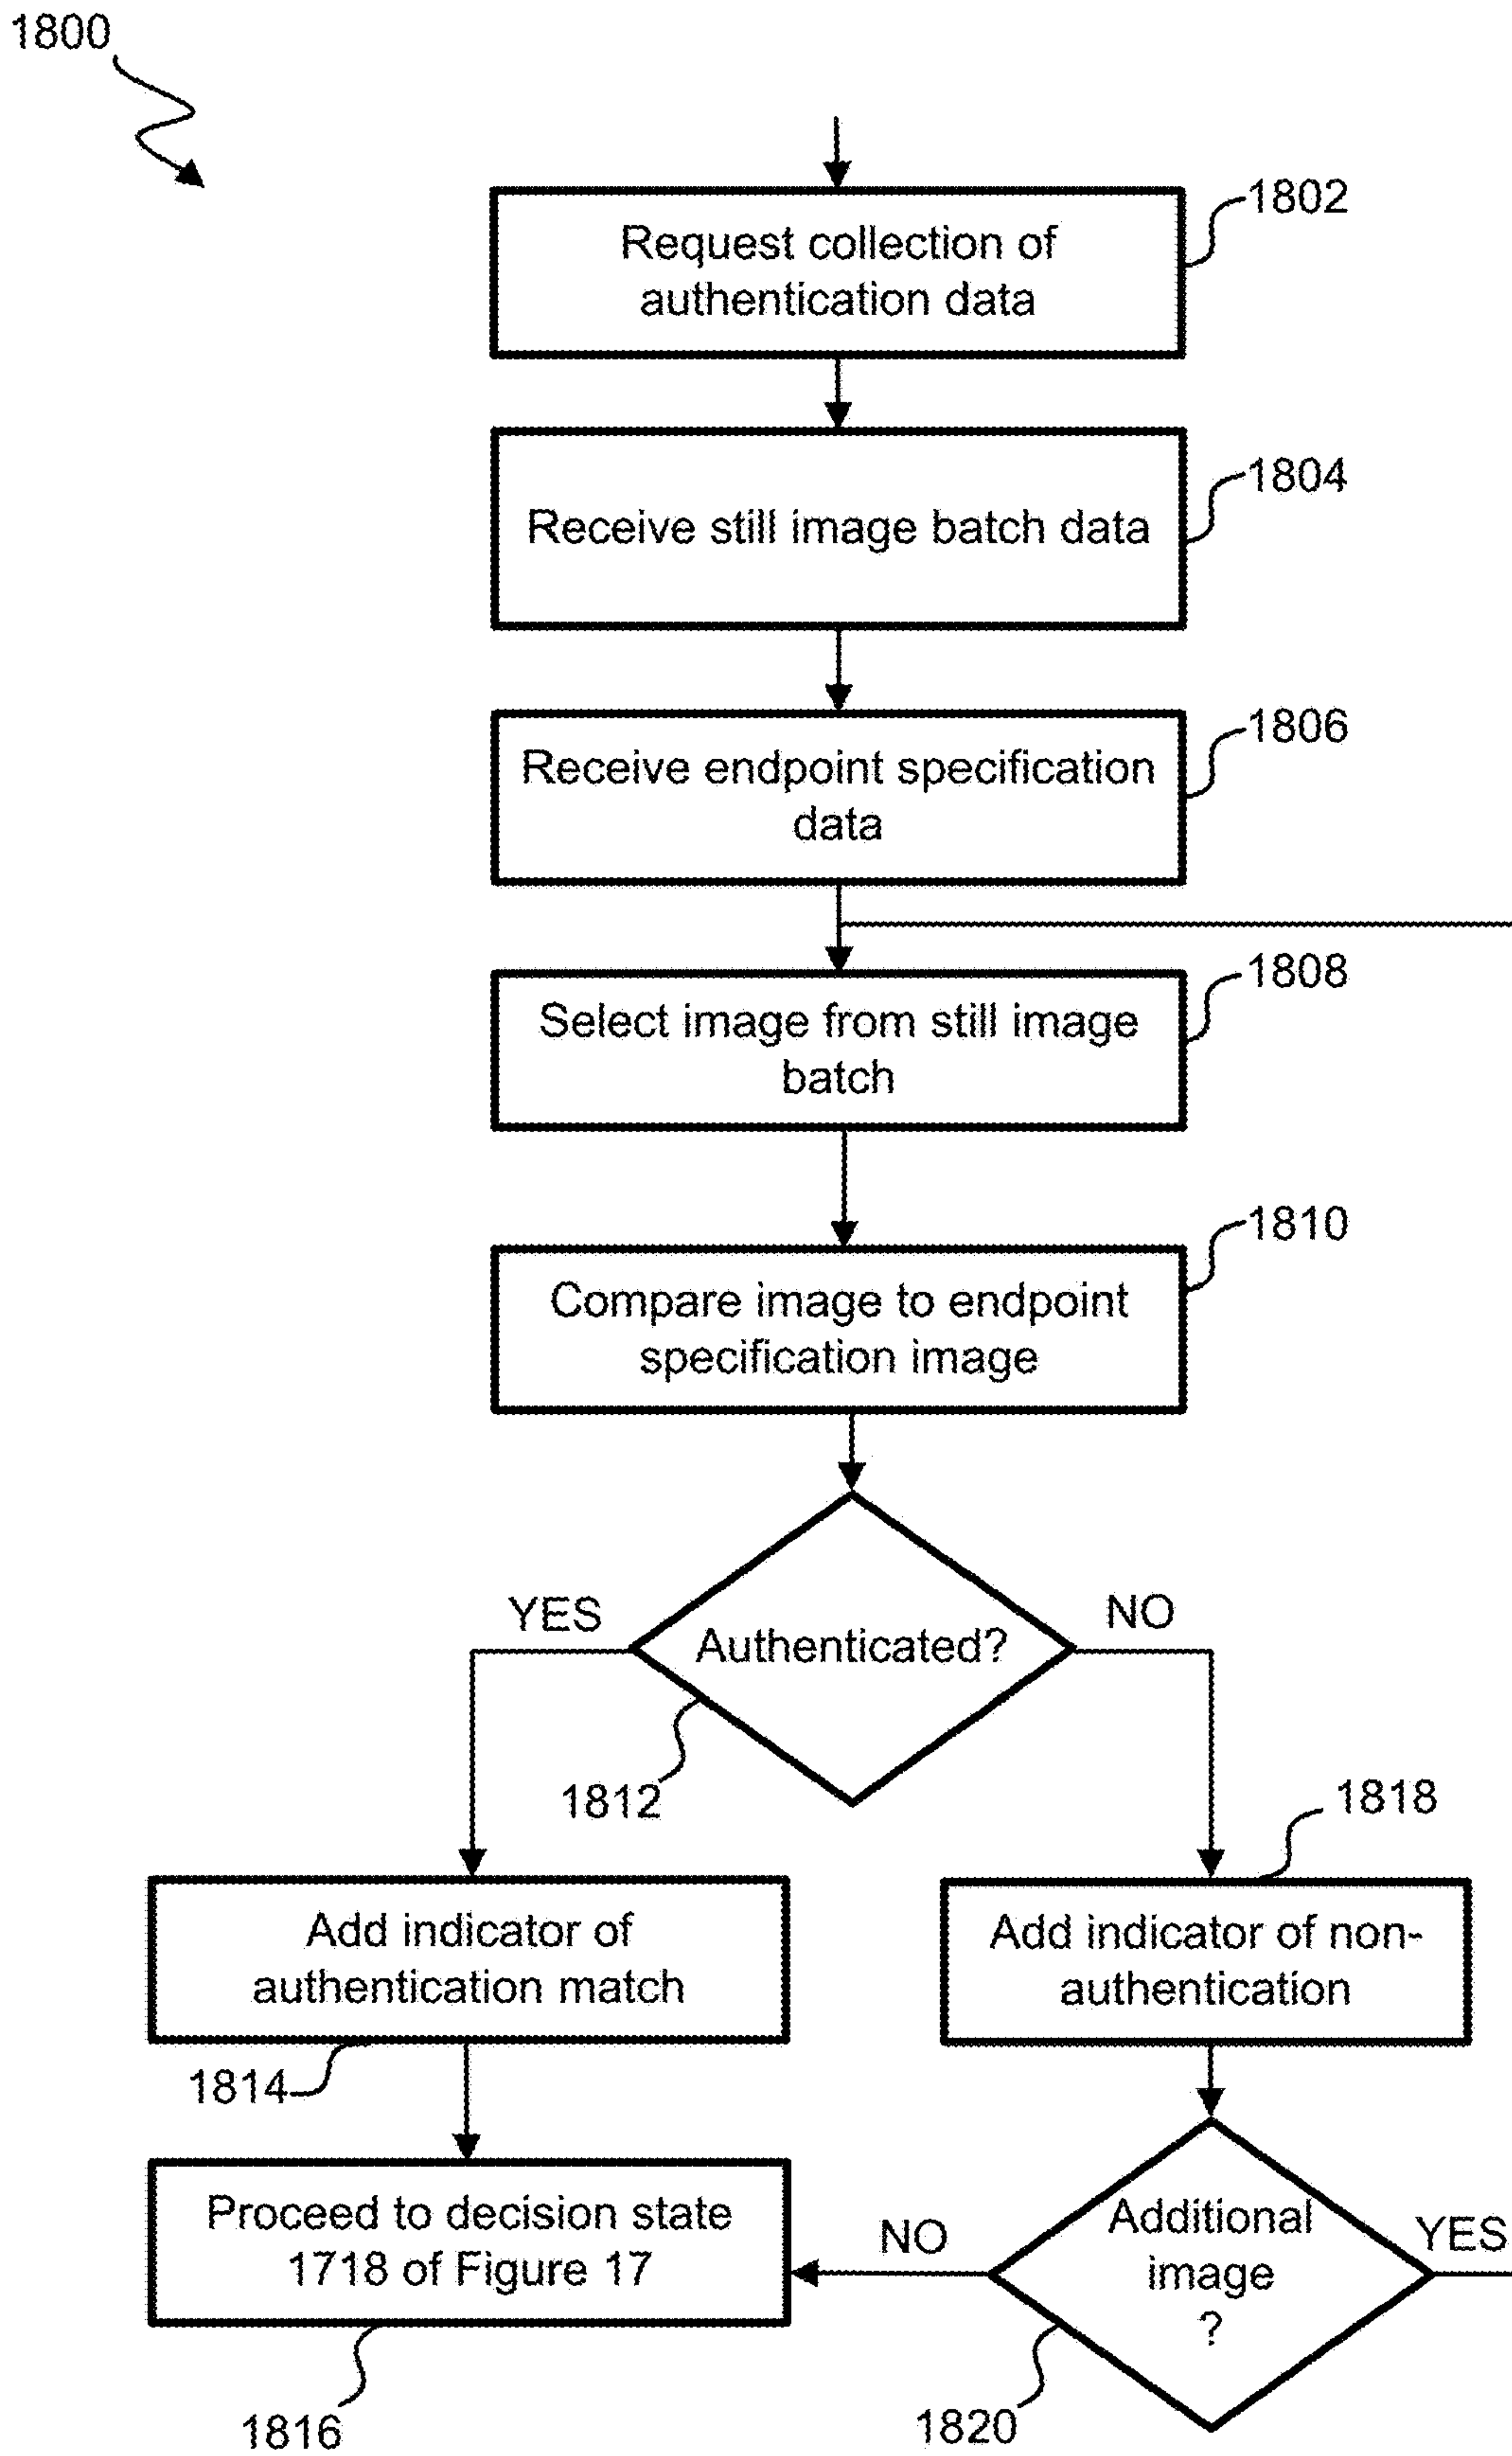 1800
1802
Request collection of
authentication data
1804
Receive still image batch data
1806
Receive endpoint specification
data
1808
Select image from still image
batch
1810
Compare image to endpoint
specification image
YES
NO
Authenticated?
1812
1818
Add indicator of
authentication match
Add indicator of non-
authentication
1814
Proceed to decision state
1718 of Figure 17
NO
Additional
image
?
YES
1816
1820